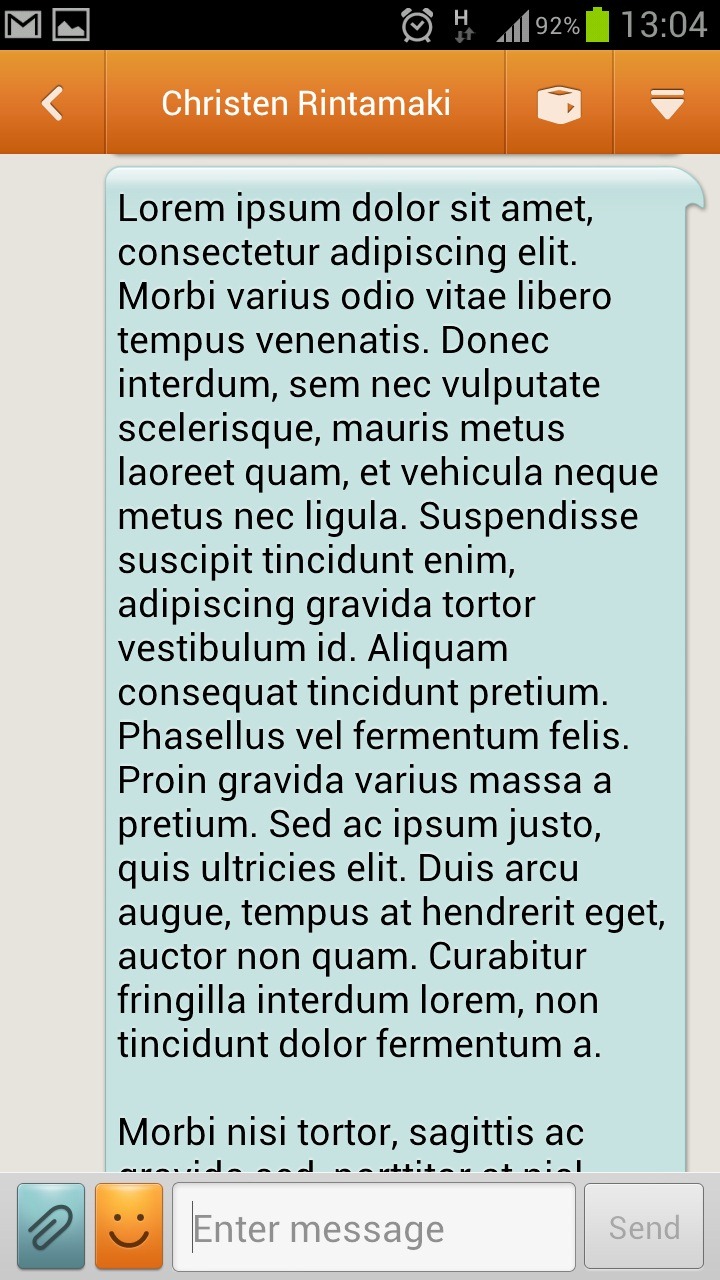 H 92% 13:04
Christen Rintamaki
Lorem ipsum dolor sit amet,
consectetur adipiscing elit.
Morbi varius odio vitae libero
tempus venenatis. Donec
interdum, sem nec vulputate
scelerisque, mauris metus
laoreet quam, et vehicula neque
metus nec ligula. Suspendisse
suscipit tincidunt enim,
adipiscing gravida tortor
vestibulum id. Aliquam
consequat tincidunt pretium.
Phasellus vel fermentum felis.
Proin gravida varius massa a
pretium. Sed ac ipsum justo,
quis ultricies elit. Duis arcu
augue, tempus at hendrerit eget,
auctor non quam. Curabitur
fringilla interdum lorem, non
tincidunt dolor fermentum a.
Morbi nisi tortor, sagittis ac
Enter message
Send